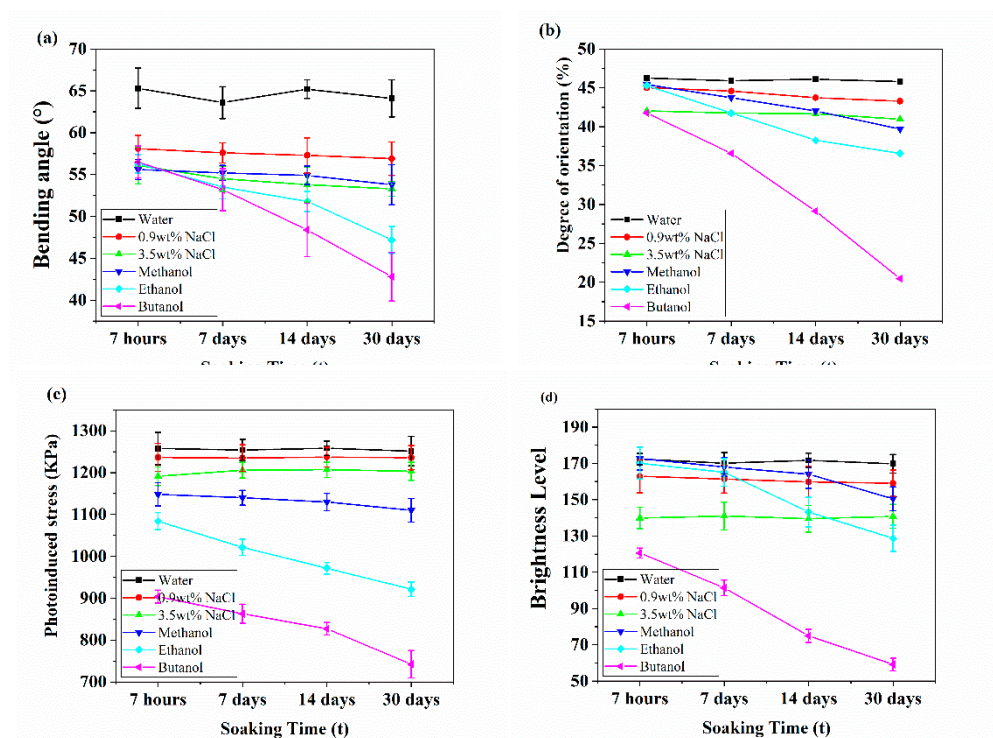 (a)
Bending angle (°)
70
65
60
55
50
45
40
Water
0.9wt% NaCl
3.5wt% NaCl
Methanol
Ethanol
Butanol
7 hours 7 days 14 days 30 days
Soaking Time (t)
(b)
Degree of orientation (%)
50
45
40
35
30
25
20
15
Water
0.9wt% NaCl
3.5wt% NaCl
Methanol
Ethanol
Butanol
7 hours 7 days 14 days 30 days
Soaking Time (t)
(c)
Photoinduced stress (KPa)
1300
1200
1100
1000
900
800
700
Water
0.9wt% NaCl
3.5wt% NaCl
Methanol
Ethanol
Butanol
7 hours 7 days 14 days 30 days
Soaking Time (t)
(d)
Brightness Level
190
170
150
130
110
90
70
50
Water
0.9wt% NaCl
3.5wt% NaCl
Methanol
Ethanol
Butanol
7 hours 7 days 14 days 30 days
Soaking Time (t)